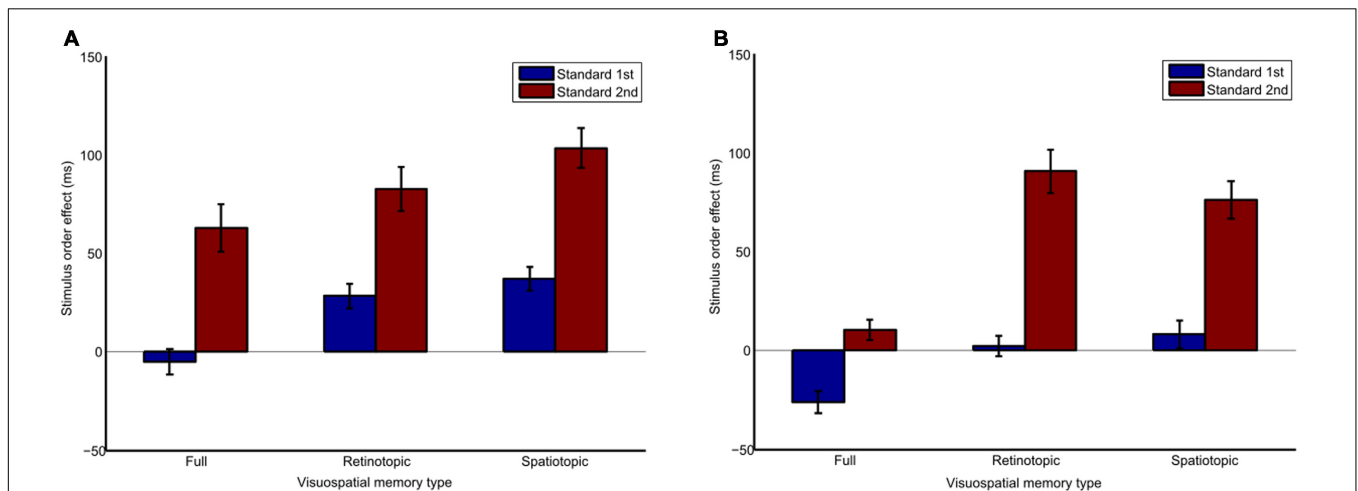 A
150
100
50
0
−50
Stimulus order effect (ms)
Standard 1st
Standard 2nd
Full Retinotopic Spatiotopic
Visuospatial memory type
B
150
100
50
0
−50
Stimulus order effect (ms)
Standard 1st
Standard 2nd
Full Retinotopic Spatiotopic
Visuospatial memory type